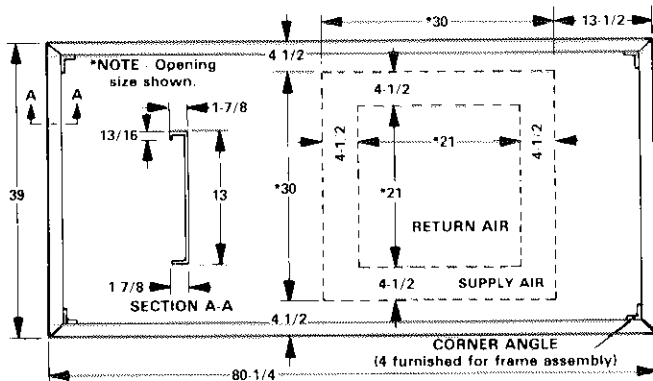 *30
13-1/2
4 1/2
*NOTE - Opening
size shown.
A
A
1-7/8
4-1/2
13/16
4-1/2
*21
4-1/2
39
13
*30
*21
RETURN AIR
1 7/8
4-1/2
SUPPLY AIR
SECTION A-A
4 1/2
CORNER ANGLE
(4 furnished for frame assembly)
80-1/4